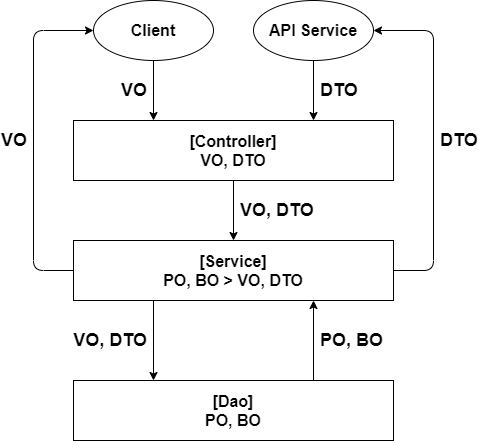 Client
API Service
VO
DTO
VO
[Controller]
VO, DTO
DTO
VO, DTO
[Service]
PO, BO > VO, DTO
VO, DTO
PO, BO
[Dao]
PO, BO